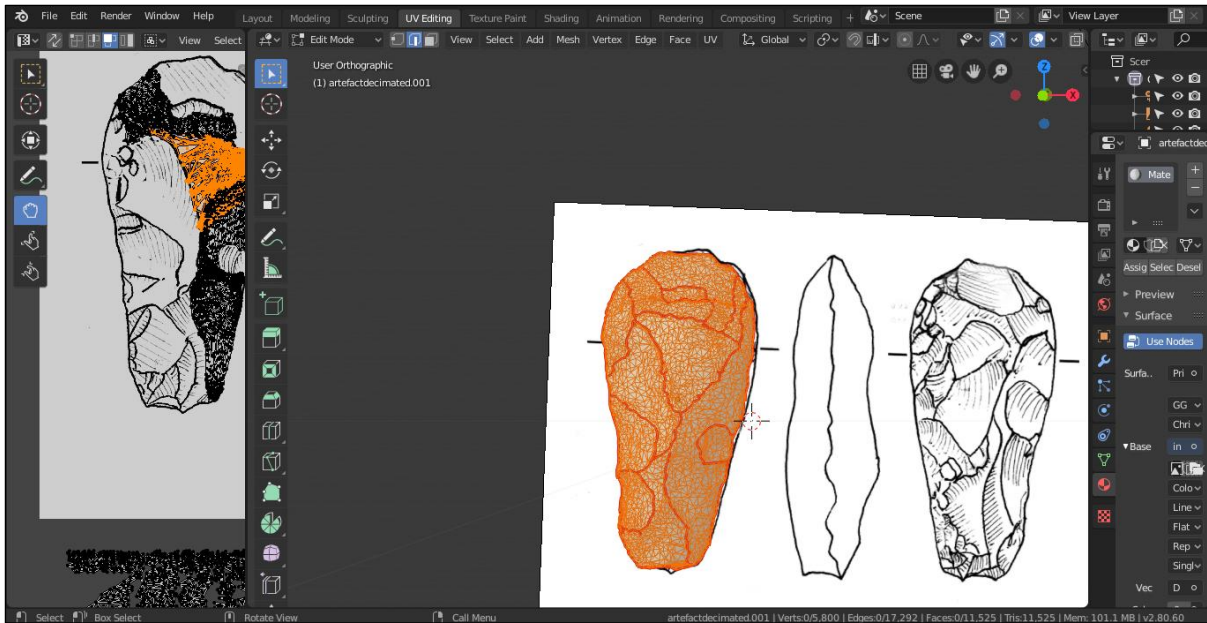 File Edit Render Window Help
Layout Modeling Sculpting UV Editing Texture Paint Shading Animation Rendering Compositing Scripting +
Scene
View Layer
View Select
Edit Mode
View Select Add Mesh Vertex Edge Face UV
Global
User Orthographic
(1) artefactdecimated.001
Z
X
Scer
artefactdec
Mate
Assig Selec Desel
Preview
Surface
Use Nodes
Surfa.. Pri
GG
Chri
Base in
Colo
Line
Flat
Rep
Singl
Vec D
Select
Box Select
Rotate View
Call Menu
artefactdecimated.001 | Verts:0/5,800 | Edges:0/17,292 | Faces:0/11,525 | Tris:11,525 | Mem: 101.1 MB | v2.80.60